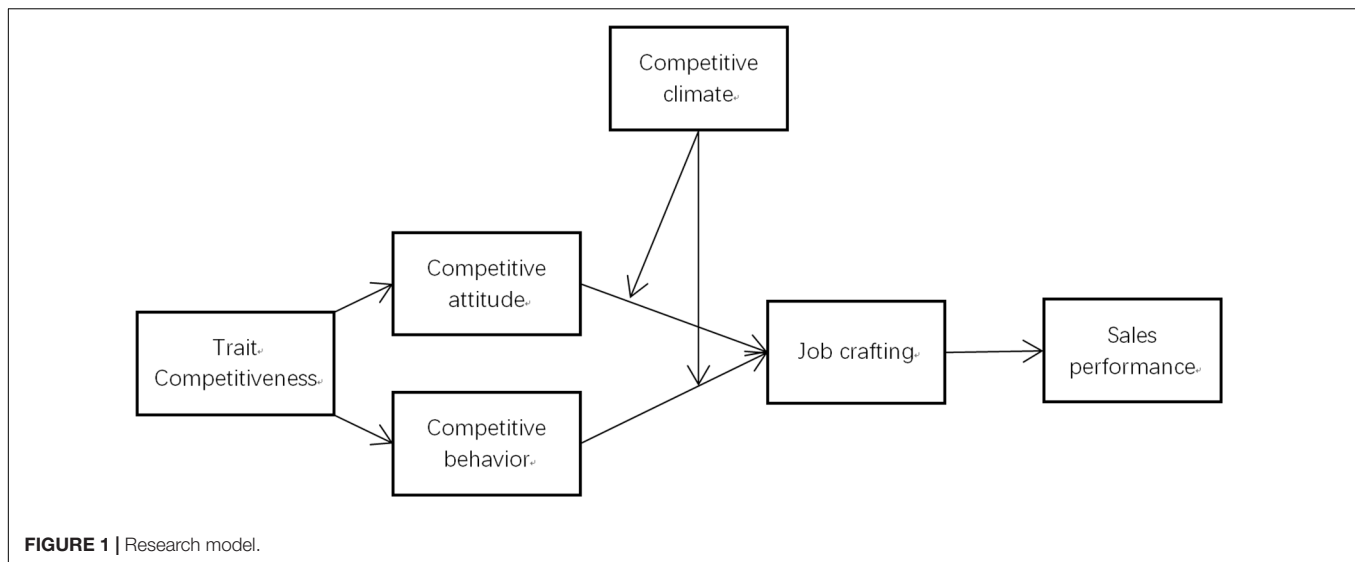 Competitive
climate
Competitive
attitude
Trait
Competitiveness
Job crafting
Sales
performance
Competitive
behavior
FIGURE 1 | Research model.